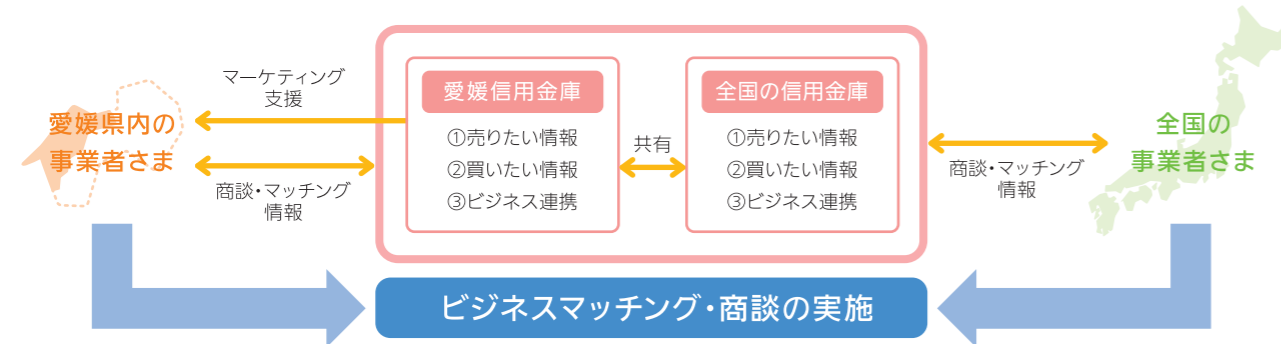 愛媛県内の
事業者さま
マーケティング
支援
商談・マッチング
情報
愛媛信用金庫
①売りたい情報
②買いたい情報
③ビジネス連携
共有
全国の信用金庫
①売りたい情報
②買いたい情報
③ビジネス連携
商談・マッチング
情報
全国の
事業者さま
ビジネスマッチング・商談の実施